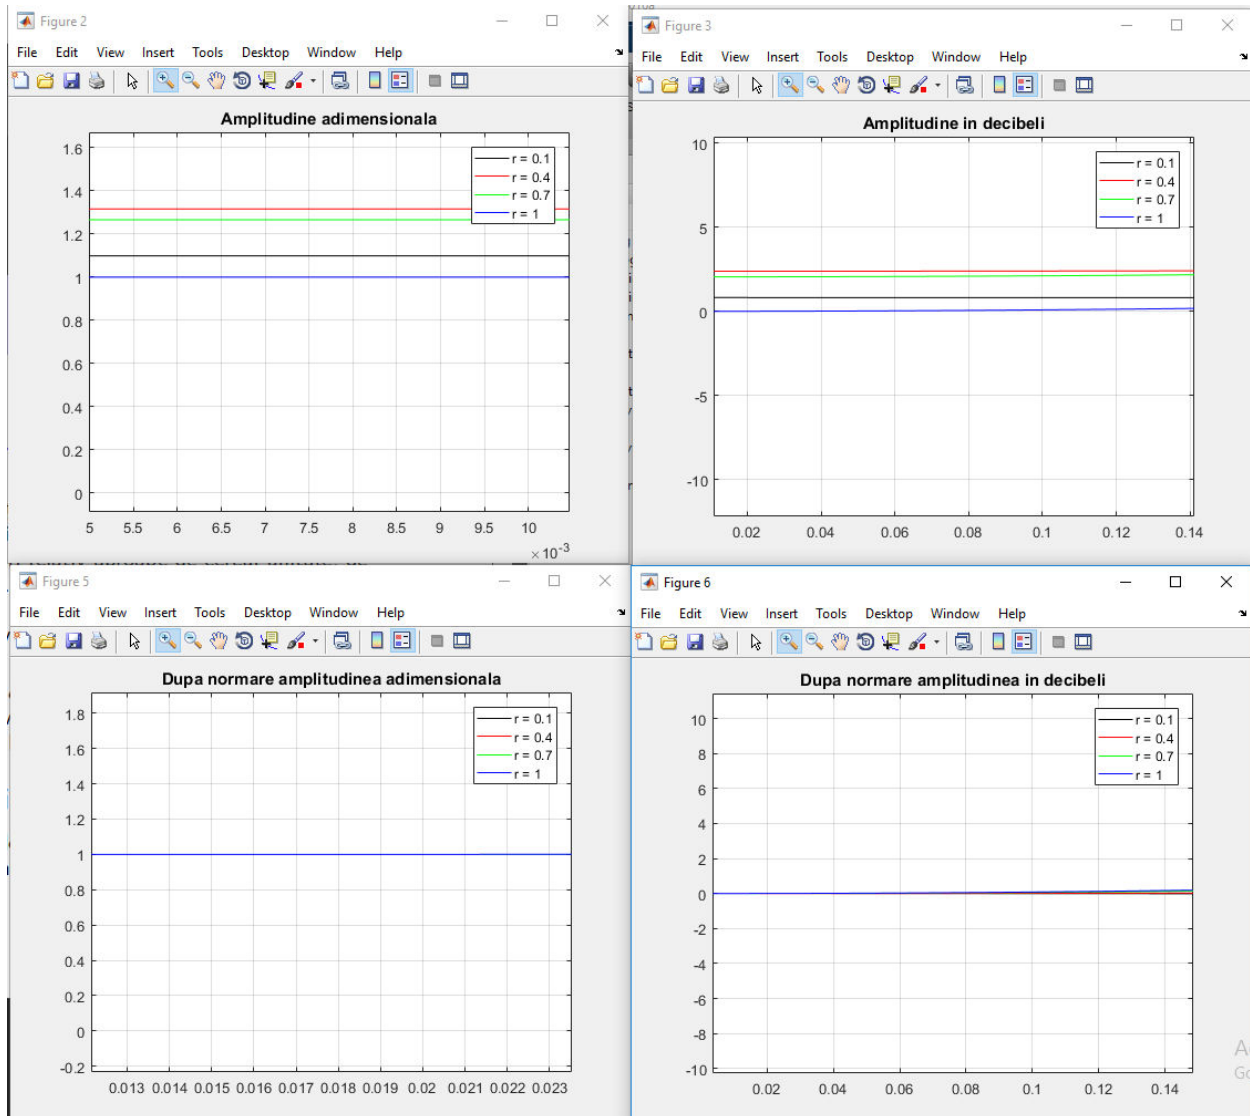 Figure 2
File Edit View Insert Tools Desktop Window Help
Amplitudine adimensionala
1.6
1.4
1.2
1
0.8
0.6
0.4
0.2
0
r = 0.1
r = 0.4
r = 0.7
r = 1
5 5.5 6 6.5 7 7.5 8 8.5 9 9.5 10
×10-3
Figure 3
File Edit View Insert Tools Desktop Window Help
Amplitudine in decibeli
10
5
0
-5
-10
r = 0.1
r = 0.4
r = 0.7
r = 1
0.02 0.04 0.06 0.08 0.1 0.12 0.14
Figure 5
File Edit View Insert Tools Desktop Window Help
Dupa normare amplitudinea adimensionala
1.8
1.6
1.4
1.2
1
0.8
0.6
0.4
0.2
0
-0.2
r = 0.1
r = 0.4
r = 0.7
r = 1
0.013 0.014 0.015 0.016 0.017 0.018 0.019 0.02 0.021 0.022 0.023
Figure 6
File Edit View Insert Tools Desktop Window Help
Dupa normare amplitudinea in decibeli
10
8
6
4
2
0
-2
-4
-6
-8
-10
r = 0.1
r = 0.4
r = 0.7
r = 1
0.02 0.04 0.06 0.08 0.1 0.12 0.14